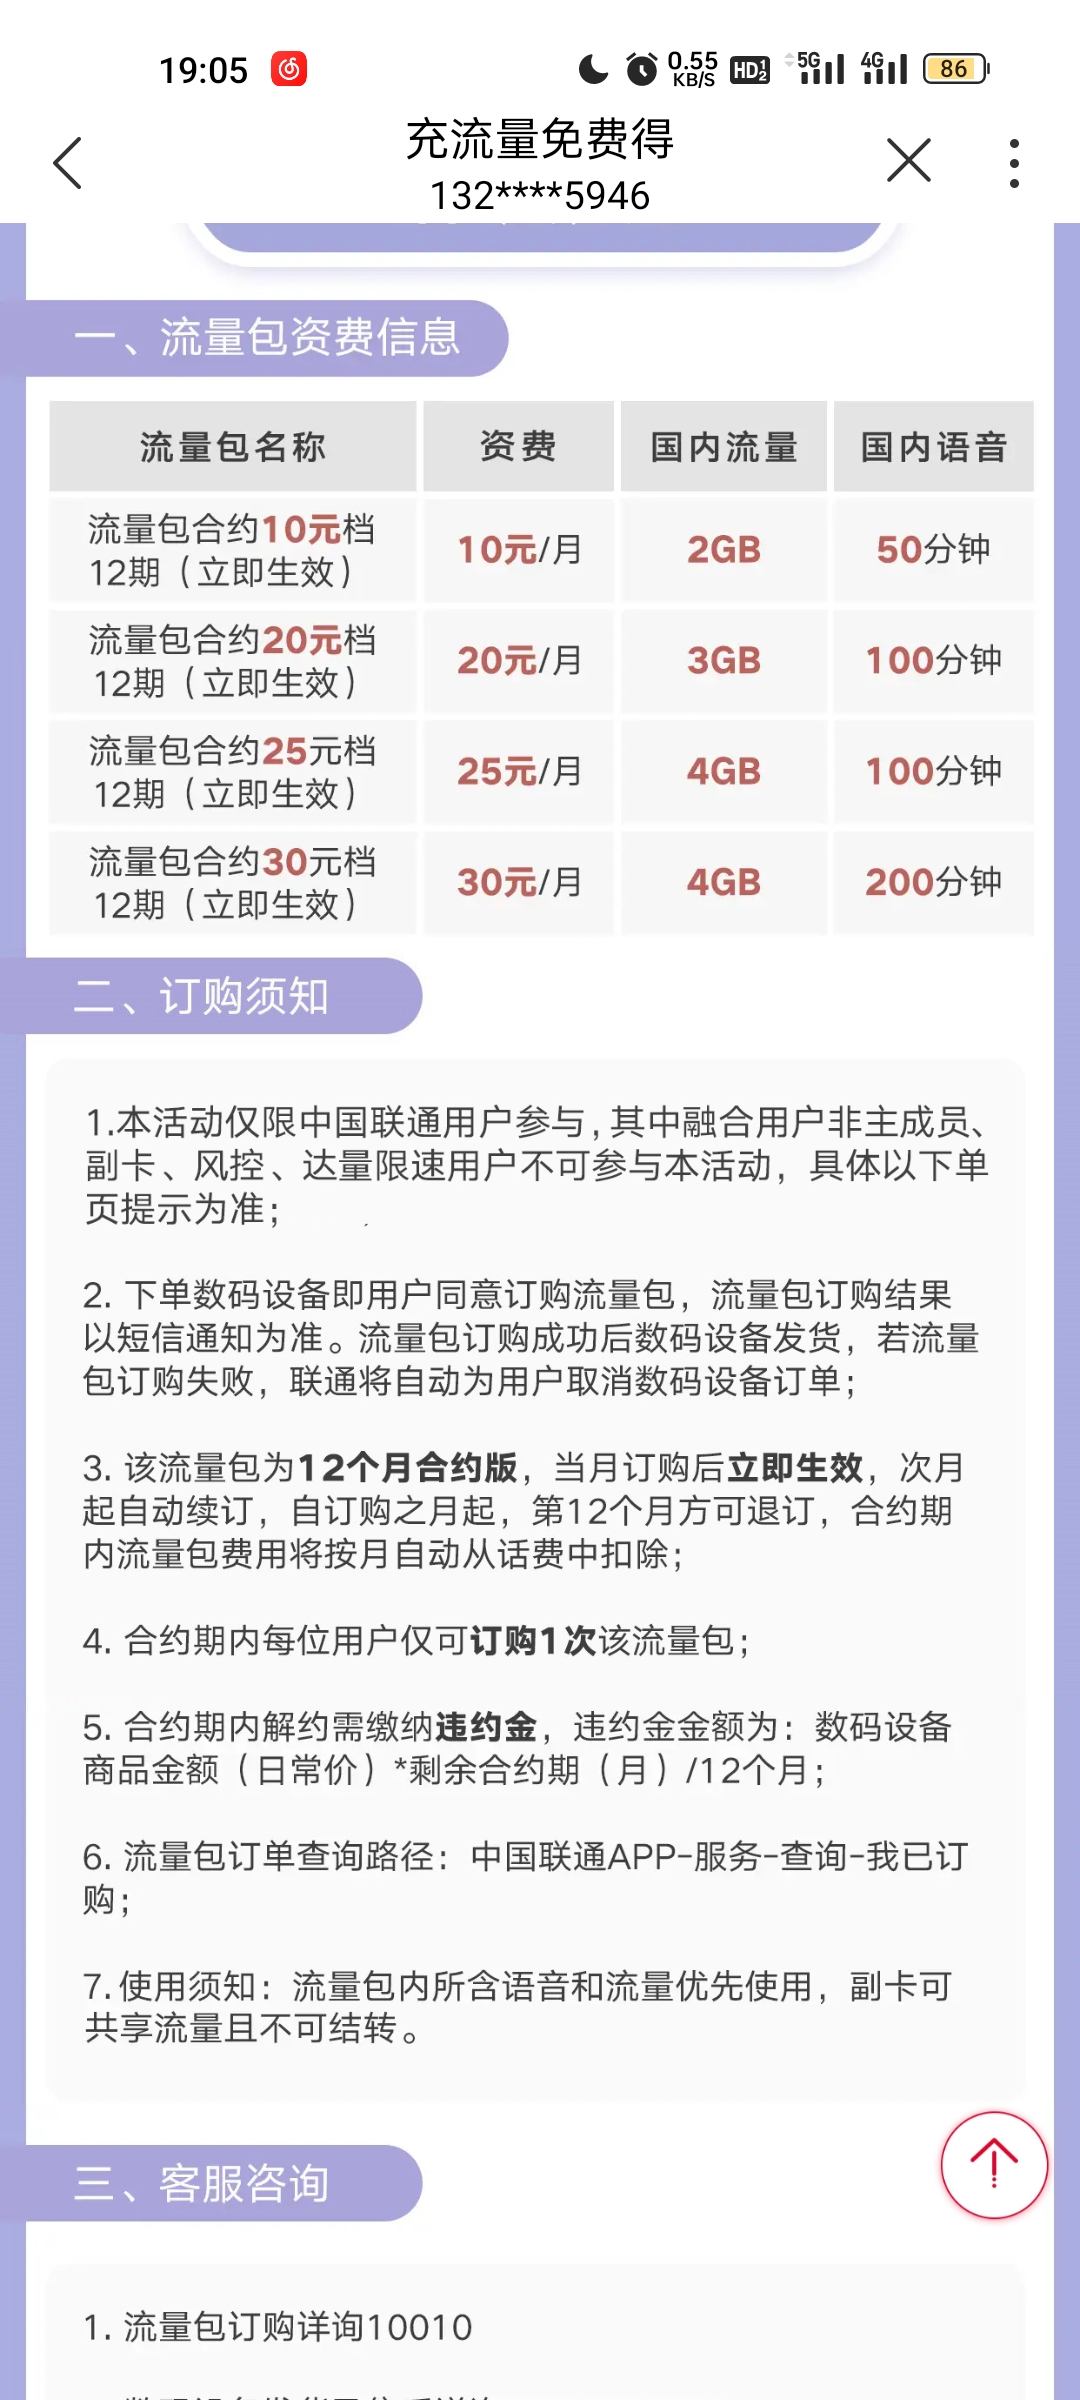 19:05
0.55 KB/S HD 1 2 5G 4G 86
充流量免费得
132****5946
一、流量包资费信息
流量包名称 资费 国内流量 国内语音
流量包合约10元档
12期（立即生效） 10元/月 2GB 50分钟
流量包合约20元档
12期（立即生效） 20元/月 3GB 100分钟
流量包合约25元档
12期（立即生效） 25元/月 4GB 100分钟
流量包合约30元档
12期（立即生效） 30元/月 4GB 200分钟
二、订购须知
1.本活动仅限中国联通用户参与,其中融合用户非主成员、
副卡、风控、达量限速用户不可参与本活动，具体以下单
页提示为准；
2. 下单数码设备即用户同意订购流量包，流量包订购结果
以短信通知为准。流量包订购成功后数码设备发货，若流量
包订购失败，联通将自动为用户取消数码设备订单；
3. 该流量包为12个月合约版，当月订购后立即生效，次月
起自动续订，自订购之月起，第12个月方可退订，合约期
内流量包费用将按月自动从话费中扣除；
4. 合约期内每位用户仅可订购1次该流量包；
5. 合约期内解约需缴纳违约金，违约金金额为：数码设备
商品金额（日常价）*剩余合约期（月）/12个月；
6. 流量包订单查询路径：中国联通APP-服务-查询-我已订
购；
7.使用须知：流量包内所含语音和流量优先使用，副卡可
共享流量且不可结转。
三、客服咨询
1. 流量包订购详询10010